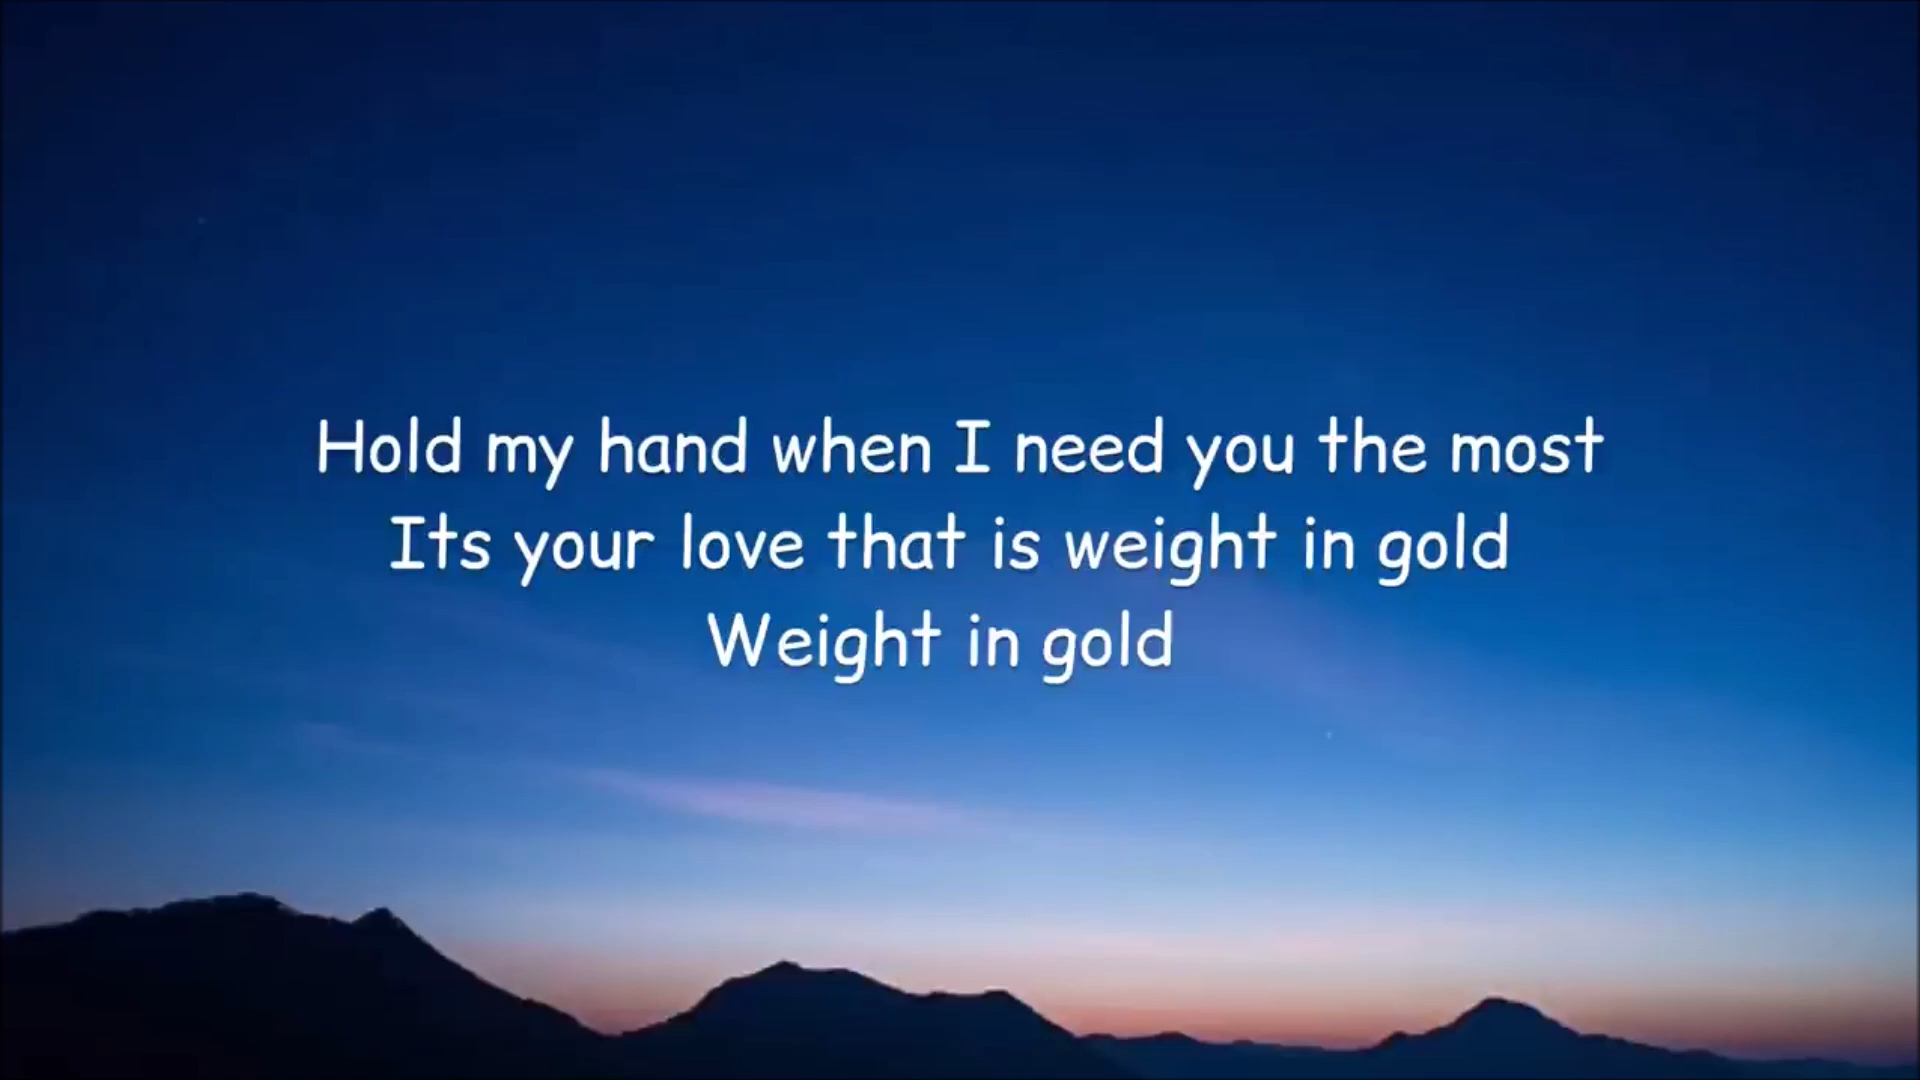 Hold my hand when I need you the most
Its your love that is weight in gold
Weight in gold